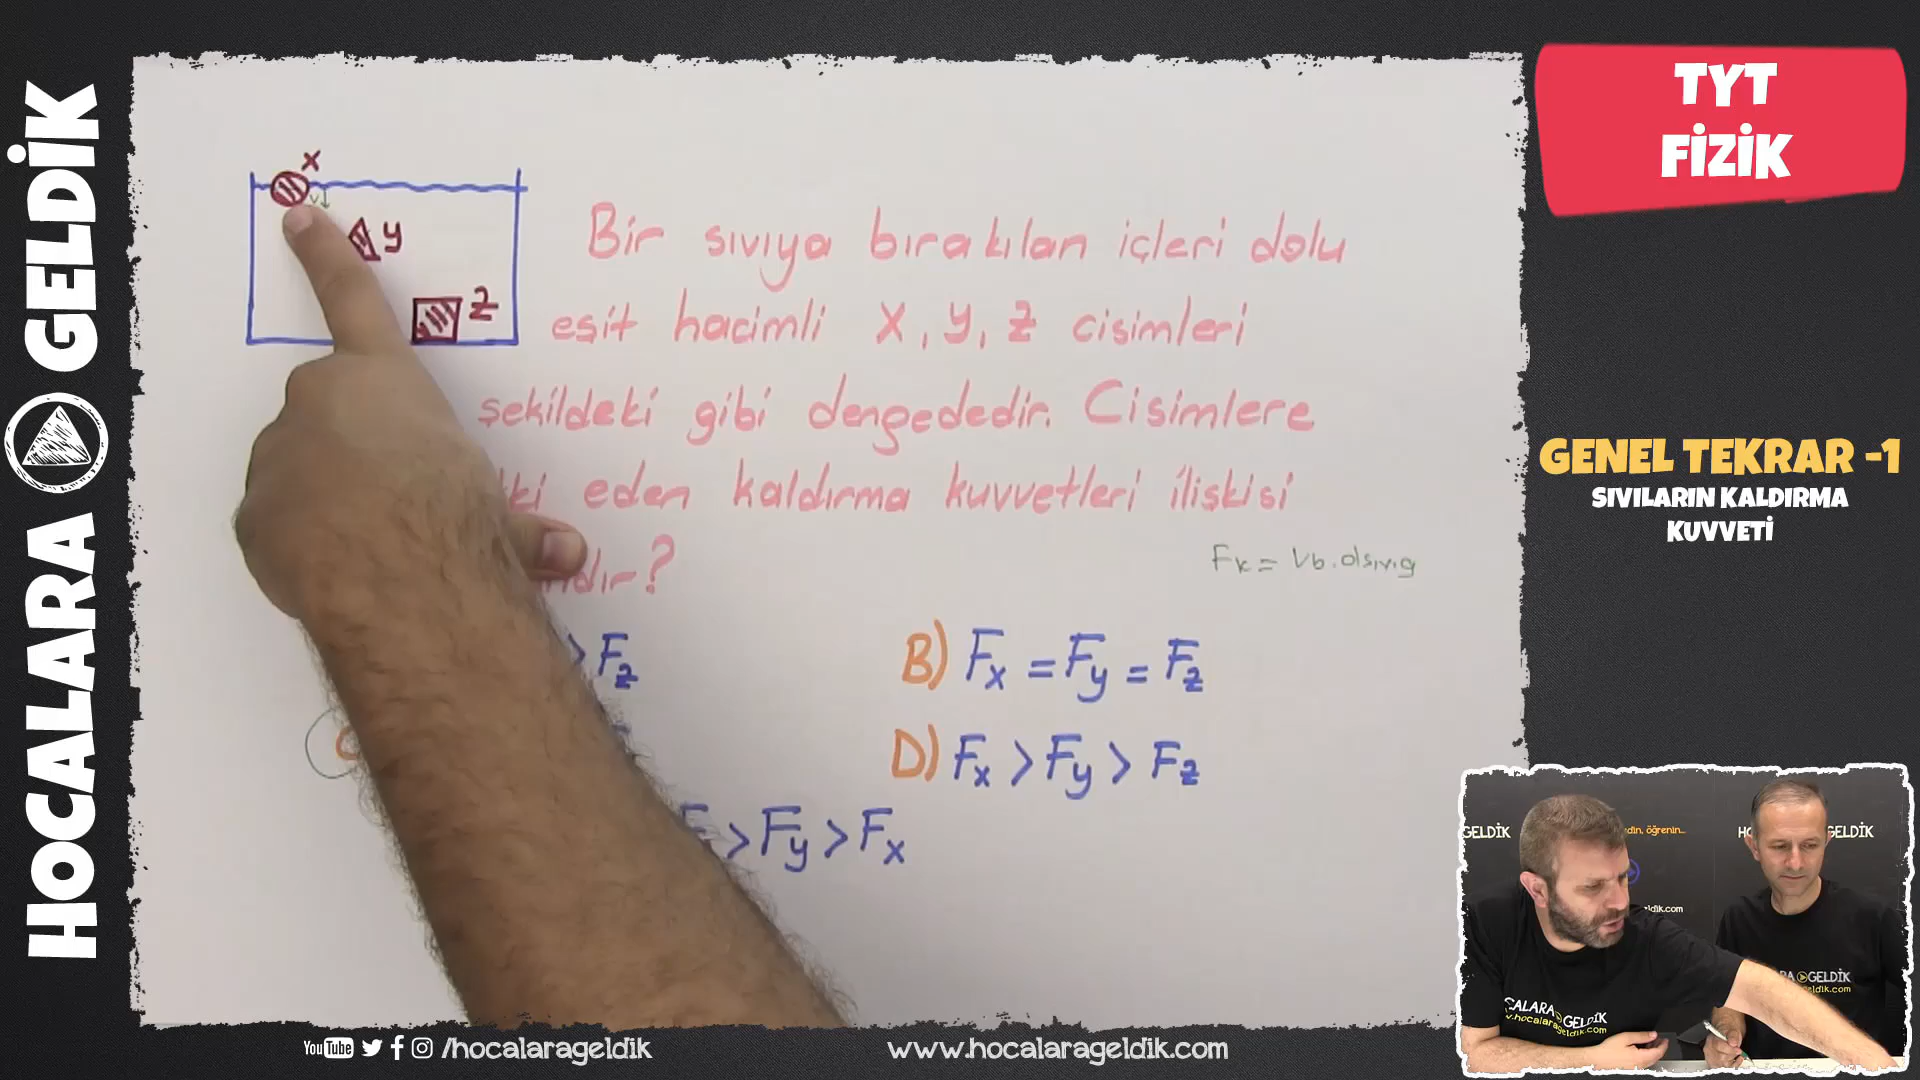 HOCALARA GELDİK
TYT
FİZİK
GENEL TEKRAR -1
SIVILARIN KALDIRMA
KUVVETİ
x
y
z
Bir sıvıya bırakılan içleri dolu
eşit hacimli X, y, z cisimleri
şekildeki gibi dengededir. Cisimlere
eden kaldırma kuvvetleri ilişkisi
?
Fk = Vb.dsıvı.g
> Fz
B) Fx = Fy = Fz
D) Fx > Fy > Fz
> Fy > Fx
YouTube /hocalarageldik
www.hocalarageldik.com